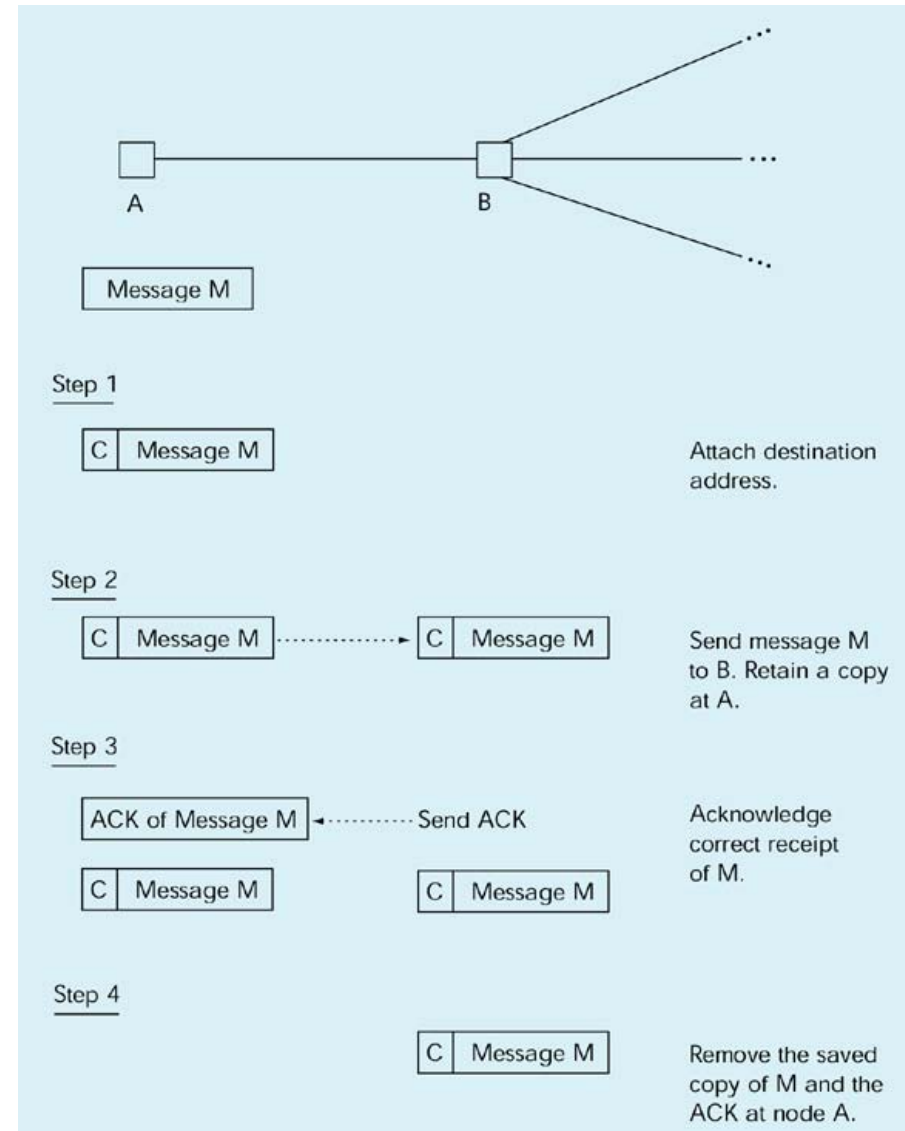 ...
A
B
...
...
Message M
Step 1
C Message M
Attach destination
address.
Step 2
C Message M
C Message M
Send message M
to B. Retain a copy
at A.
Step 3
ACK of Message M
Send ACK
Acknowledge
correct receipt
of M.
C Message M
C Message M
Step 4
C Message M
Remove the saved
copy of M and the
ACK at node A.